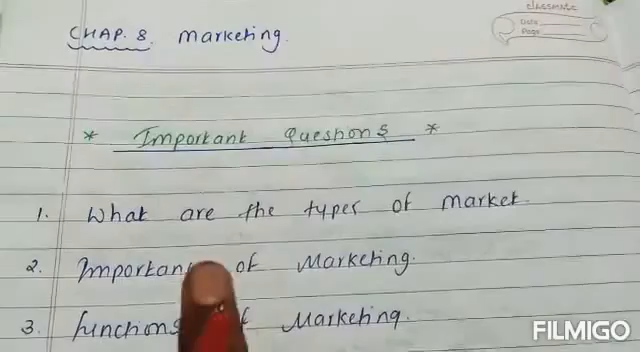 classmate
Date
Page
CHAP. 8. Marketing.
* Important Questions *
1. What are the types of market.
2. Importan of Marketing.
3. functions Marketing.
FILMIGO